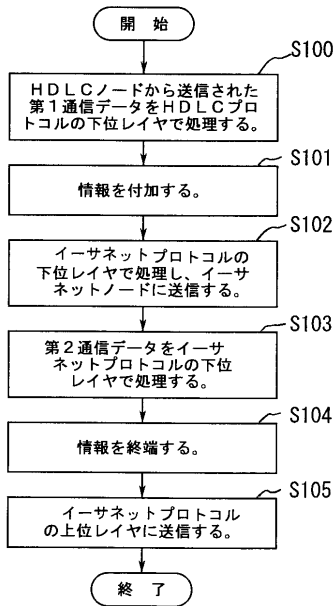 開 始
S100
ＨＤＬＣノードから送信された
第１通信データをＨＤＬＣプロ
トコルの下位レイヤで処理する。
S101
情報を付加する。
S102
イーサネットプロトコルの
下位レイヤで処理し、イーサ
ネットノードに送信する。
S103
第２通信データをイーサ
ネットプロトコルの下位
レイヤで処理する。
S104
情報を終端する。
S105
イーサネットプロトコル
の上位レイヤに送信する。
終 了